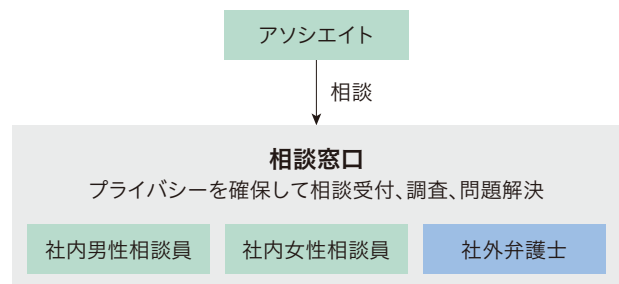 アソシエイト
相談
相談窓口
プライバシーを確保して相談受付、調査、問題解決
社内男性相談員
社内女性相談員
社外弁護士